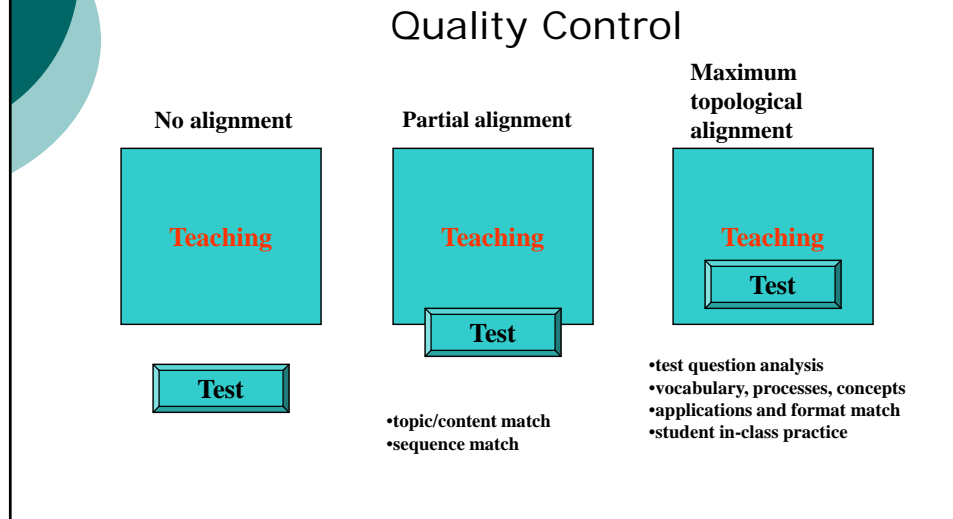 Quality Control
No alignment
Teaching
Test
Partial alignment
Teaching
Test
•topic/content match
•sequence match
Maximum
topological
alignment
Teaching
Test
•test question analysis
•vocabulary, processes, concepts
•applications and format match
•student in-class practice